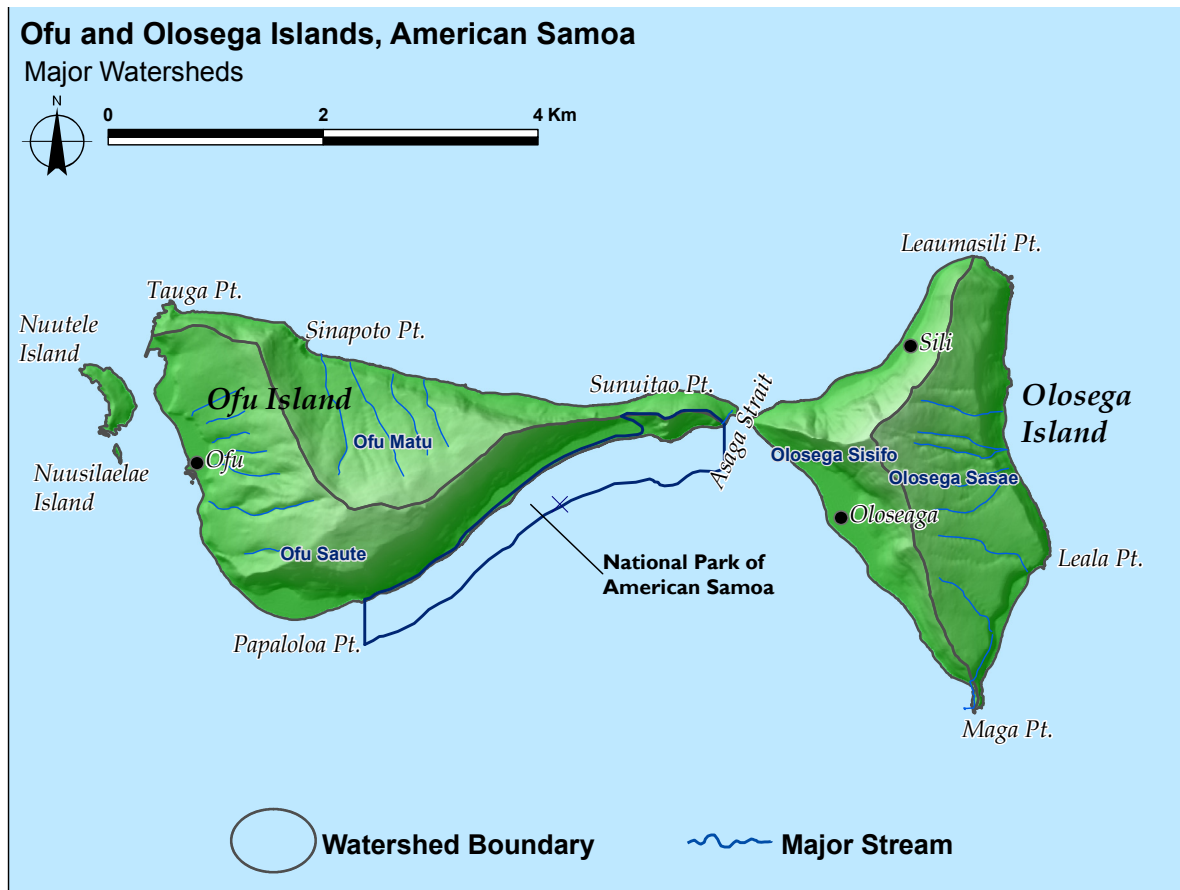 Ofu and Olosega Islands, American Samoa
Major Watersheds
N
0 2 4 Km
Leaumasili Pt.
Tauga Pt.
Nuutele
Island
Sinapoto Pt.
Sili
Sunuitao Pt.
Asaga Strait
Ofu Island
Olosega
Island
Ofu Matu
Olosega Sisifo
Ofu
Nuusilaelae
Island
Olosega Sasae
Oloseaga
Ofu Saute
National Park of
American Samoa
Leala Pt.
Papaloloa Pt.
Maga Pt.
Watershed Boundary
Major Stream